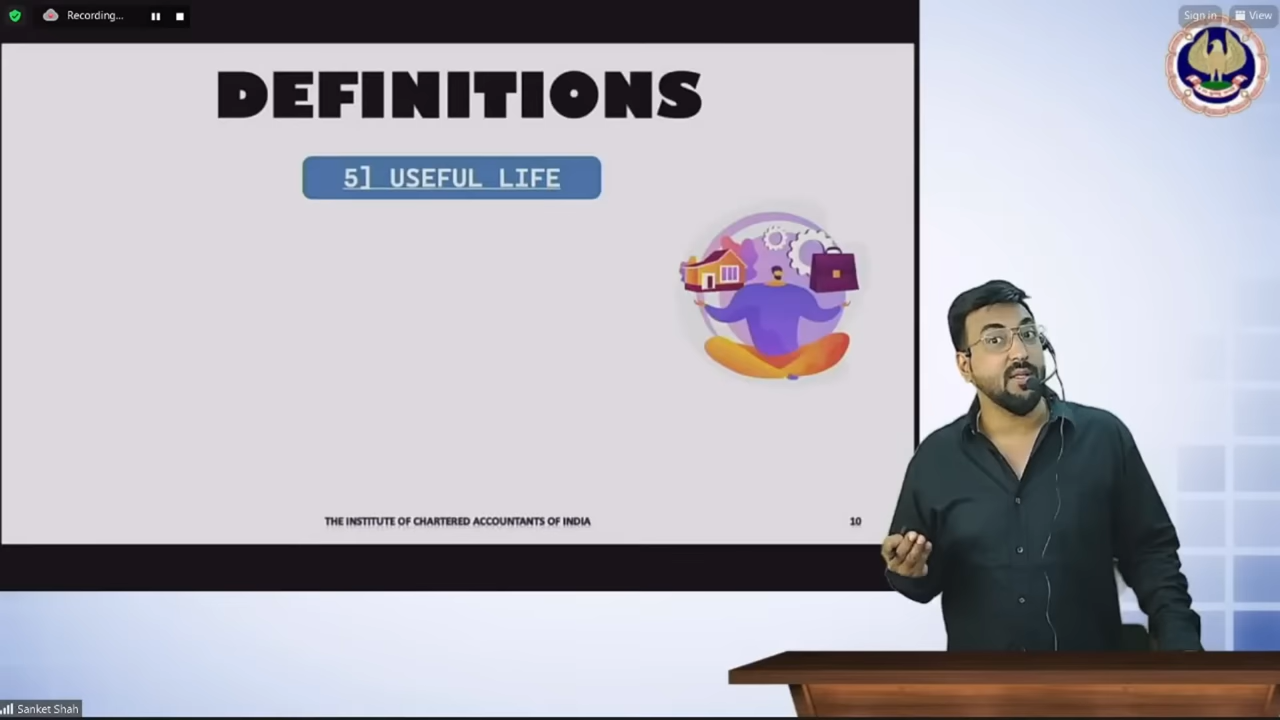 Recording...
Sign in
View
DEFINITIONS
5] USEFUL LIFE
THE INSTITUTE OF CHARTERED ACCOUNTANTS OF INDIA
10
Sanket Shah